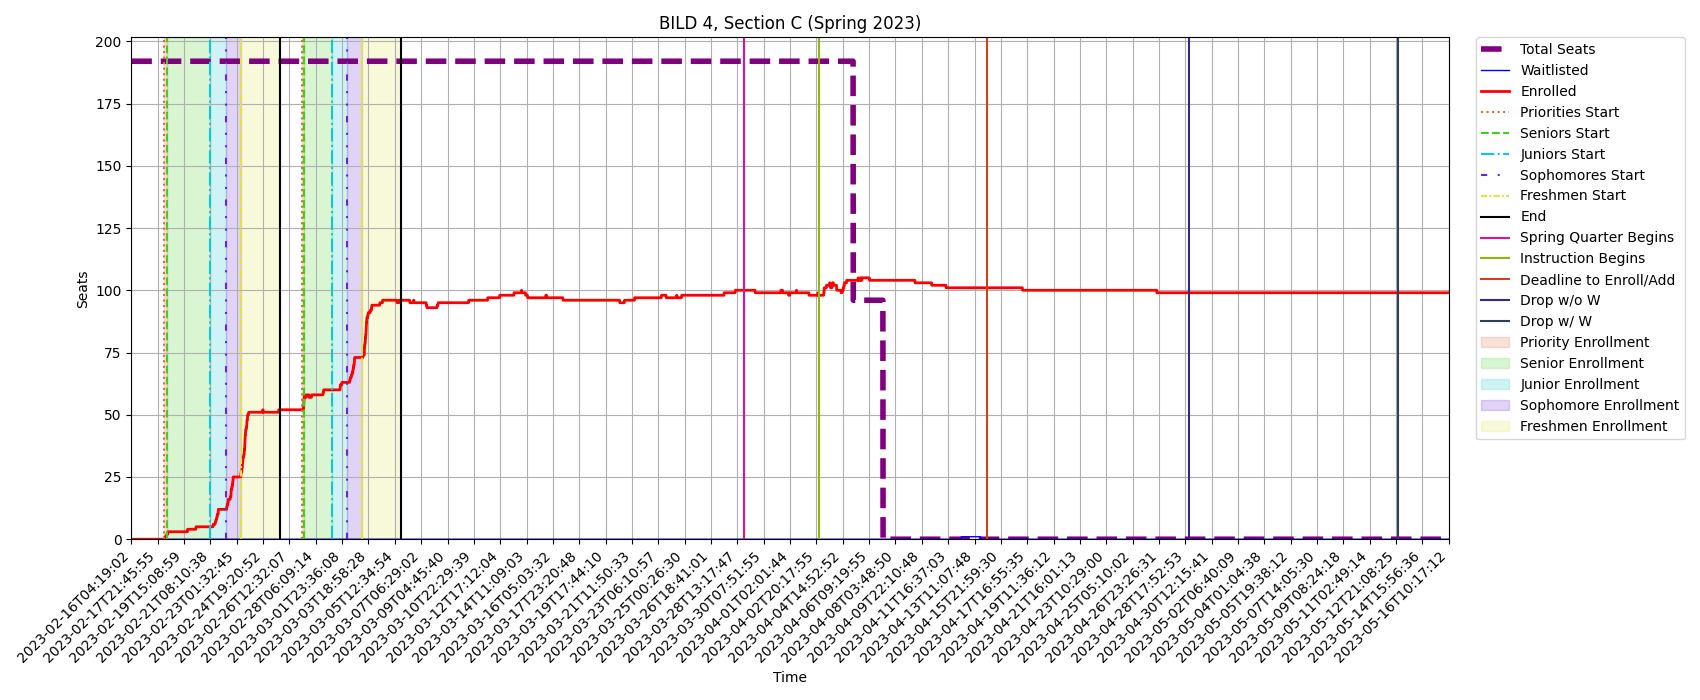 BILD 4, Section C (Spring 2023)
Seats
200
175
150
125
100
75
50
25
0
2023-02-16T04:19:02
2023-02-17T21:45:55
2023-02-19T15:08:59
2023-02-21T08:10:38
2023-02-23T01:32:45
2023-02-24T19:20:52
2023-02-26T12:32:07
2023-02-28T06:09:14
2023-03-01T23:36:08
2023-03-03T18:58:28
2023-03-05T12:34:54
2023-03-07T06:29:02
2023-03-09T04:45:40
2023-03-10T22:29:39
2023-03-12T17:12:04
2023-03-14T11:09:03
2023-03-16T05:03:32
2023-03-17T23:20:48
2023-03-19T17:44:10
2023-03-21T11:50:33
2023-03-23T06:10:57
2023-03-25T00:26:30
2023-03-26T18:41:01
2023-03-28T13:17:47
2023-03-30T07:51:55
2023-04-01T02:01:44
2023-04-02T20:17:55
2023-04-04T14:52:52
2023-04-06T09:19:55
2023-04-08T03:48:50
2023-04-09T22:10:48
2023-04-11T16:37:03
2023-04-13T11:07:48
2023-04-15T21:59:30
2023-04-17T16:55:35
2023-04-19T11:36:12
2023-04-21T06:01:13
2023-04-23T10:29:00
2023-04-25T05:10:02
2023-04-26T23:26:31
2023-04-28T17:52:53
2023-04-30T12:15:41
2023-05-02T06:40:09
2023-05-04T01:04:38
2023-05-05T19:38:12
2023-05-07T14:05:30
2023-05-09T08:24:18
2023-05-11T02:49:14
2023-05-12T21:08:25
2023-05-14T15:56:36
2023-05-16T10:17:12
Time
Total Seats
Waitlisted
Enrolled
Priorities Start
Seniors Start
Juniors Start
Sophomores Start
Freshmen Start
End
Spring Quarter Begins
Instruction Begins
Deadline to Enroll/Add
Drop w/o W
Drop w/ W
Priority Enrollment
Senior Enrollment
Junior Enrollment
Sophomore Enrollment
Freshmen Enrollment